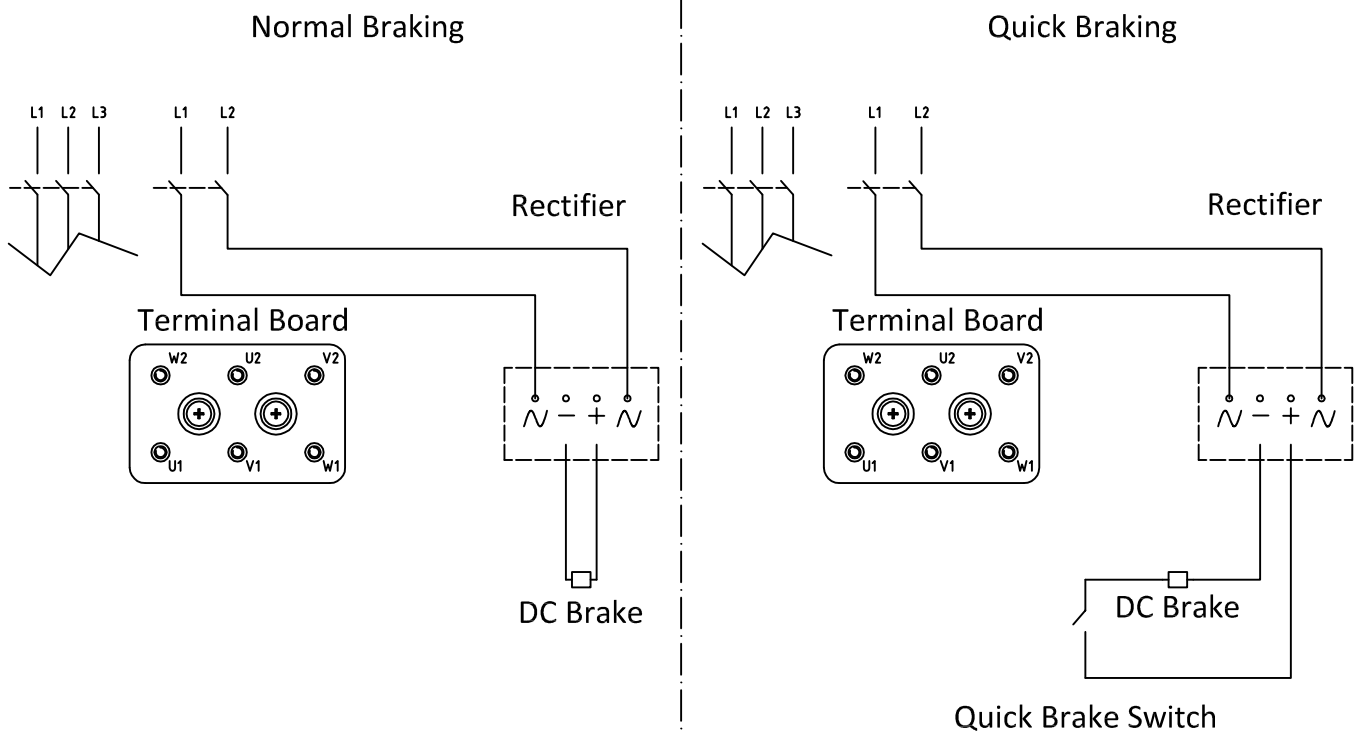 Normal Braking
L1 L2 L3 L1 L2
Rectifier
Terminal Board
W2 U2 V2
− +
U1 V1 W1
DC Brake
Quick Braking
L1 L2 L3 L1 L2
Rectifier
Terminal Board
W2 U2 V2
− +
U1 V1 W1
DC Brake
Quick Brake Switch